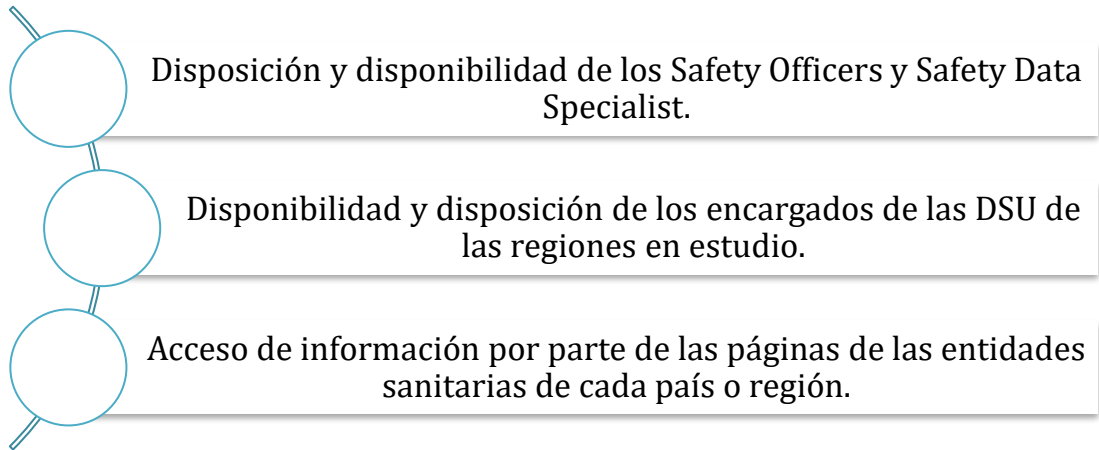 Disposición y disponibilidad de los Safety Officers y Safety Data
Specialist.
Disponibilidad y disposición de los encargados de las DSU de
las regiones en estudio.
Acceso de información por parte de las páginas de las entidades
sanitarias de cada país o región.